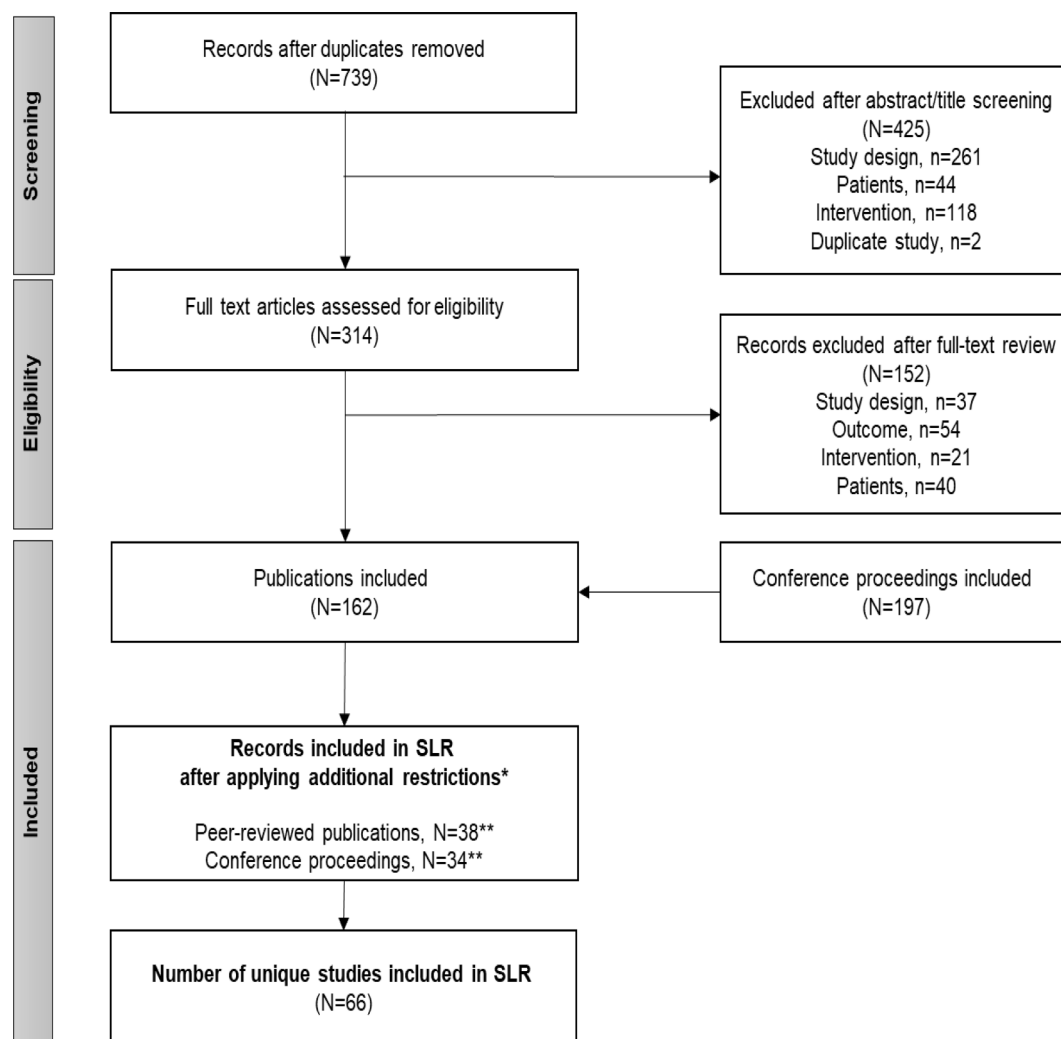 Screening
Records after duplicates removed
(N=739)
Excluded after abstract/title screening
(N=425)
Study design, n=261
Patients, n=44
Intervention, n=118
Duplicate study, n=2
Eligibility
Full text articles assessed for eligibility
(N=314)
Records excluded after full-text review
(N=152)
Study design, n=37
Outcome, n=54
Intervention, n=21
Patients, n=40
Included
Publications included
(N=162)
Conference proceedings included
(N=197)
Records included in SLR
after applying additional restrictions*
Peer-reviewed publications, N=38**
Conference proceedings, N=34**
Number of unique studies included in SLR
(N=66)